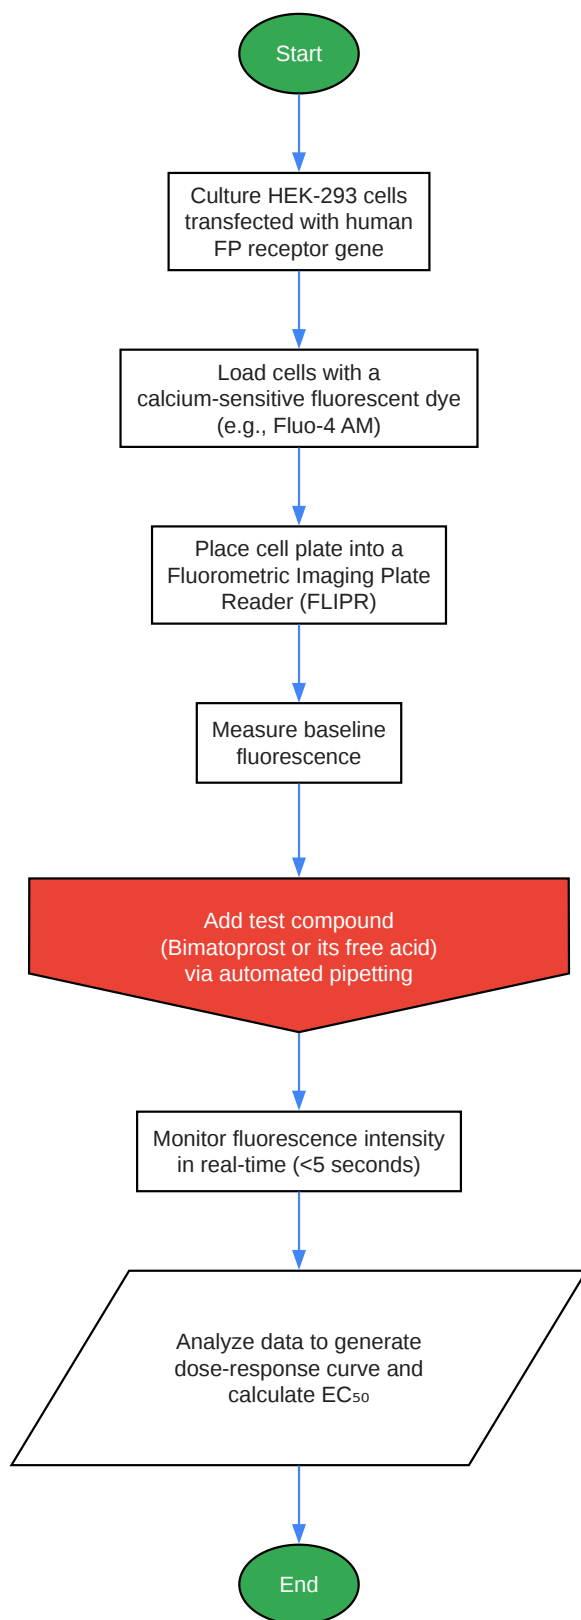 Start
Culture HEK-293 cells
transfected with human
FP receptor gene
Load cells with a
calcium-sensitive fluorescent dye
(e.g., Fluo-4 AM)
Place cell plate into a
Fluorometric Imaging Plate
Reader (FLIPR)
Measure baseline
fluorescence
Add test compound
(Bimatoprost or its free acid)
via automated pipetting
Monitor fluorescence intensity
in real-time (<5 seconds)
Analyze data to generate
dose-response curve and
calculate EC₅₀
End